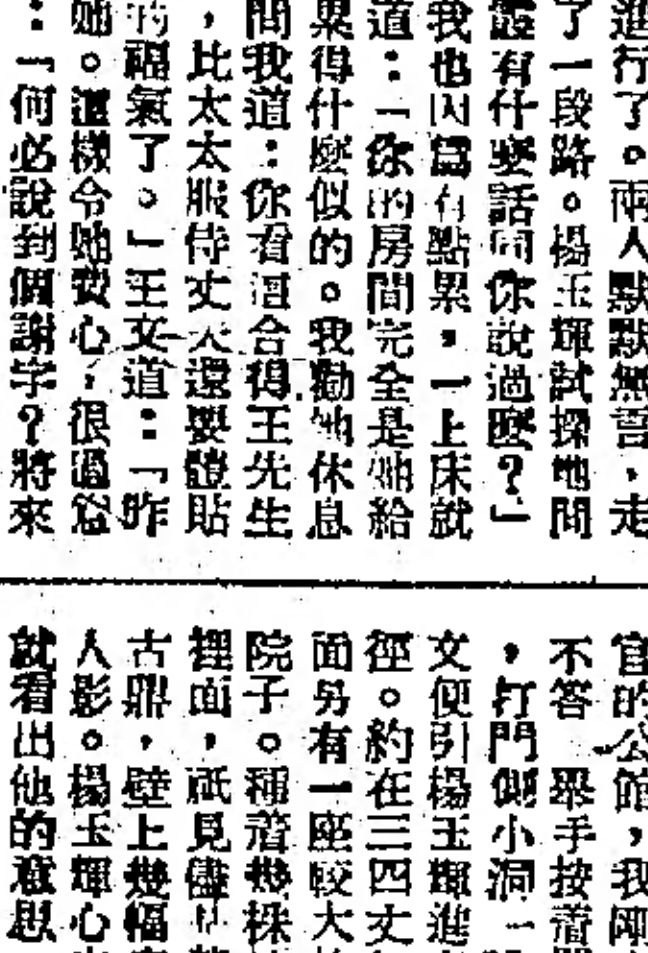 進行了。兩人默默無言，走
了一段路。楊玉輝試探地問
有什麼話同你說過麼？」
我也因爲有點累，一上床就
道：「你的房間完全是她給
累得什麼似的。我勸她休息
問我道：你看還合得王先生
，比太太服侍丈夫還要體貼
的福氣了。」王文道：「昨
她。這樣令她費心，很過意
：「何必說到個謝字？將來
官的公館，我剛
不答 舉手按着
，打門側小洞
文便引楊玉輝進
徑。約在三四丈
面另有一座較大
院子。種着幾株
裡面，祇見儘
古鼎，壁上幾幅
人影。楊玉輝心
就看出他的意思